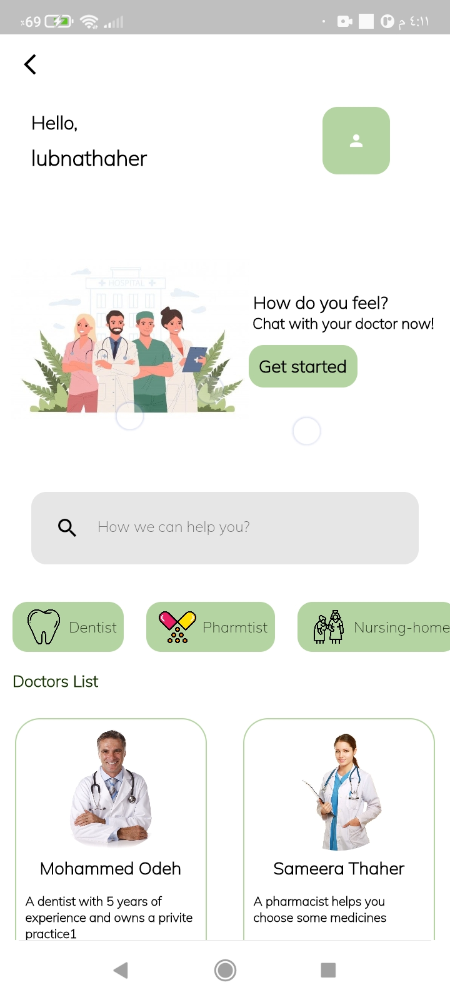 ٪69
٤:١١ م
Hello,
lubnathaher
HOSPITAL
How do you feel?
Chat with your doctor now!
Get started
How we can help you?
Dentist
Pharmtist
Nursing-home
Doctors List
Mohammed Odeh
A dentist with 5 years of
experience and owns a privite
practice1
Sameera Thaher
A pharmacist helps you
choose some medicines